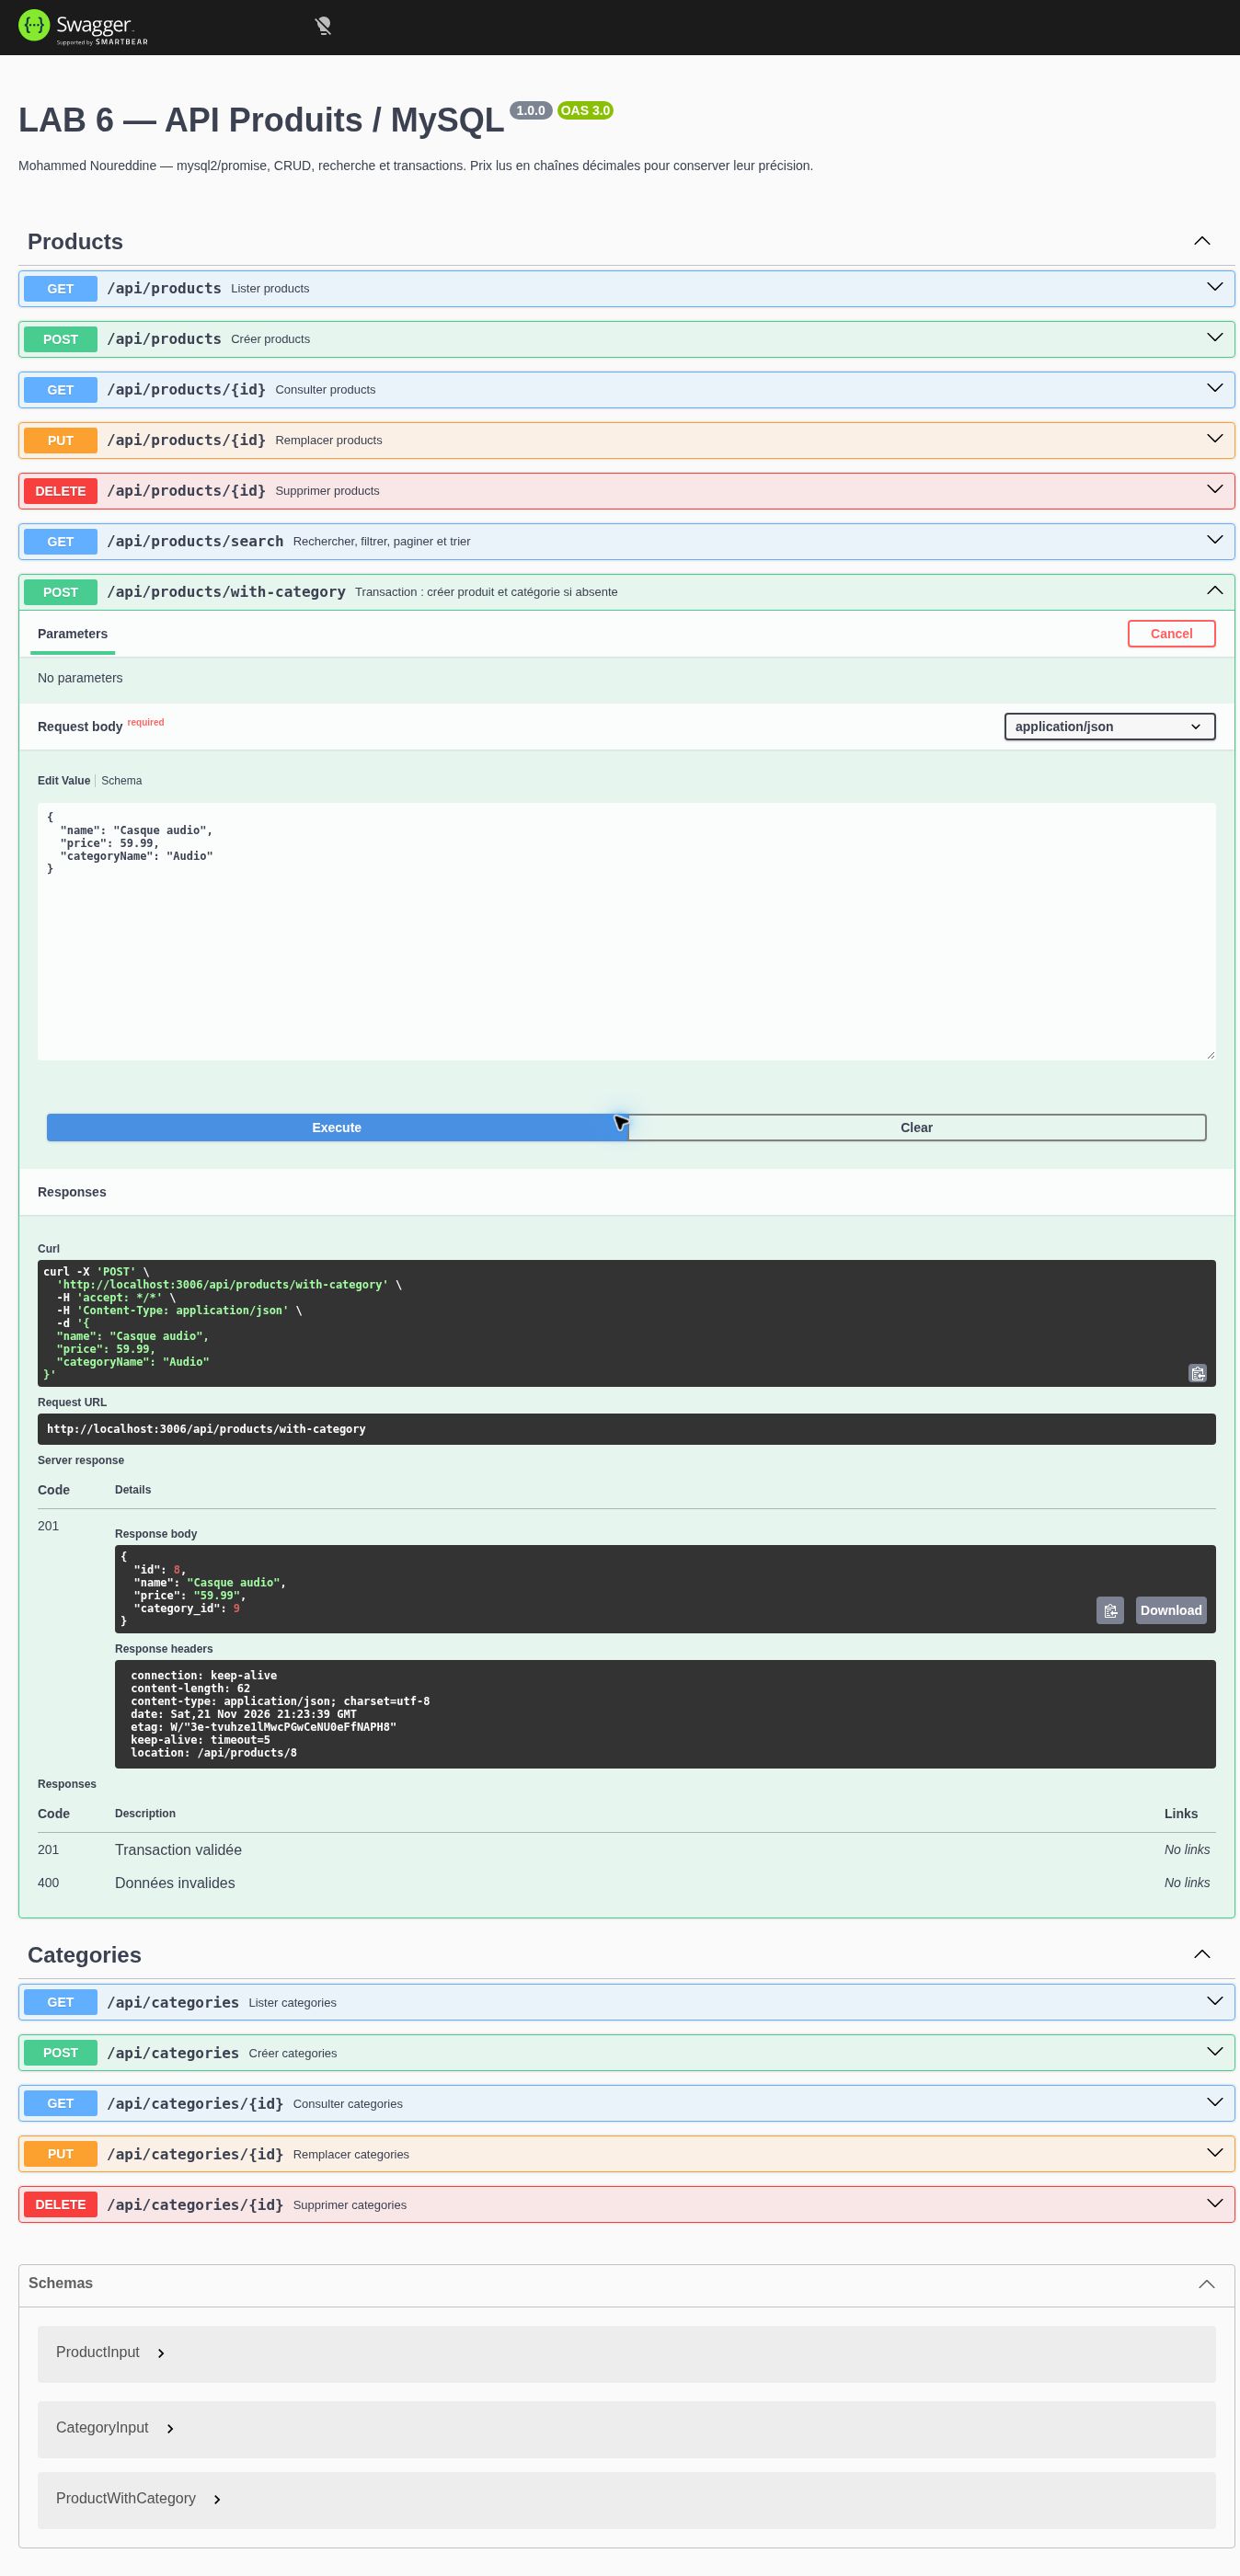 Swagger.
Supported by SMARTBEAR
LAB 6 — API Produits / MySQL 1.0.0 OAS 3.0
Mohammed Noureddine — mysql2/promise, CRUD, recherche et transactions. Prix lus en chaînes décimales pour conserver leur précision.
Products
GET /api/products Lister products
POST /api/products Créer products
GET /api/products/{id} Consulter products
PUT /api/products/{id} Remplacer products
DELETE /api/products/{id} Supprimer products
GET /api/products/search Rechercher, filtrer, paginer et trier
POST /api/products/with-category Transaction : créer produit et catégorie si absente
Parameters Cancel
No parameters
Request body required application/json
Edit Value Schema
{
"name": "Casque audio",
"price": 59.99,
"categoryName": "Audio"
}
Execute Clear
Responses
Curl
curl -X 'POST' \
'http://localhost:3006/api/products/with-category' \
-H 'accept: */*' \
-H 'Content-Type: application/json' \
-d '{
"name": "Casque audio",
"price": 59.99,
"categoryName": "Audio"
}'
Request URL
http://localhost:3006/api/products/with-category
Server response
Code Details
201
Response body
{
"id": 8,
"name": "Casque audio",
"price": "59.99",
"category_id": 9
}
Download
Response headers
connection: keep-alive
content-length: 62
content-type: application/json; charset=utf-8
date: Sat,21 Nov 2026 21:23:39 GMT
etag: W/"3e-tvuhze1lMwcPGwCeNU0eFfNAPH8"
keep-alive: timeout=5
location: /api/products/8
Responses
Code Description Links
201 Transaction validée No links
400 Données invalides No links
Categories
GET /api/categories Lister categories
POST /api/categories Créer categories
GET /api/categories/{id} Consulter categories
PUT /api/categories/{id} Remplacer categories
DELETE /api/categories/{id} Supprimer categories
Schemas
ProductInput
CategoryInput
ProductWithCategory